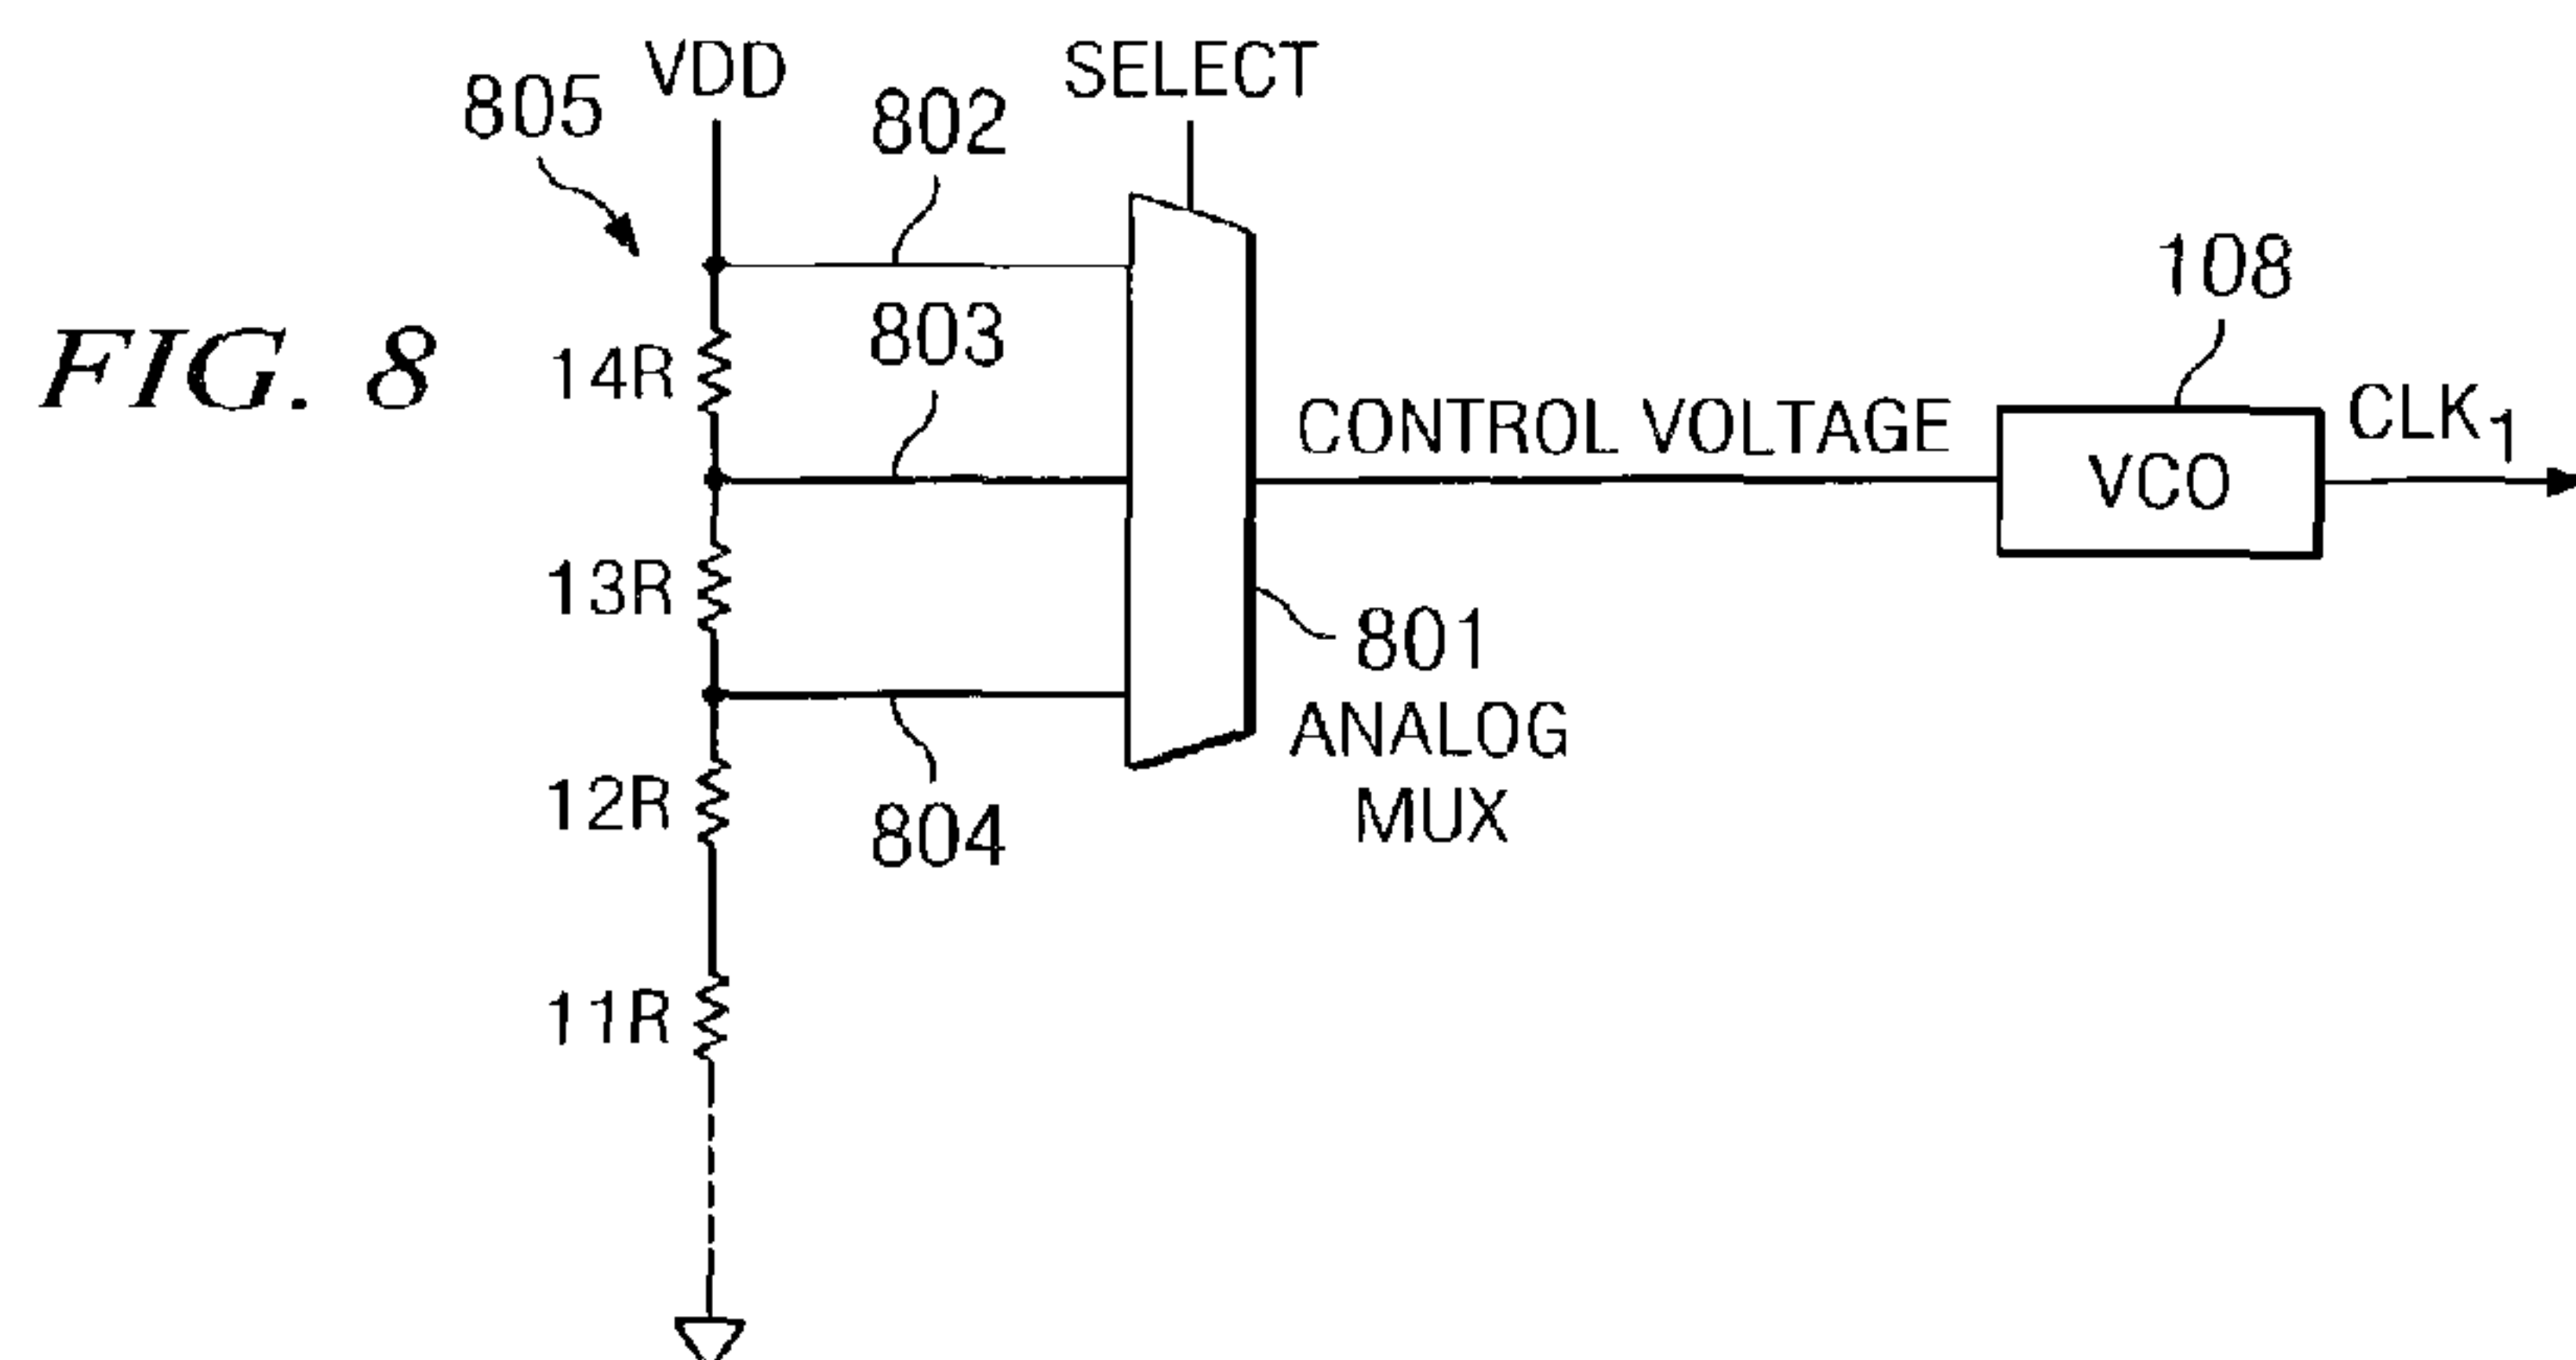 FIG. 8
805
VDD
802
SELECT
803
14R
13R
804
12R
11R
801
ANALOG
MUX
CONTROL VOLTAGE
108
VCO
CLK1